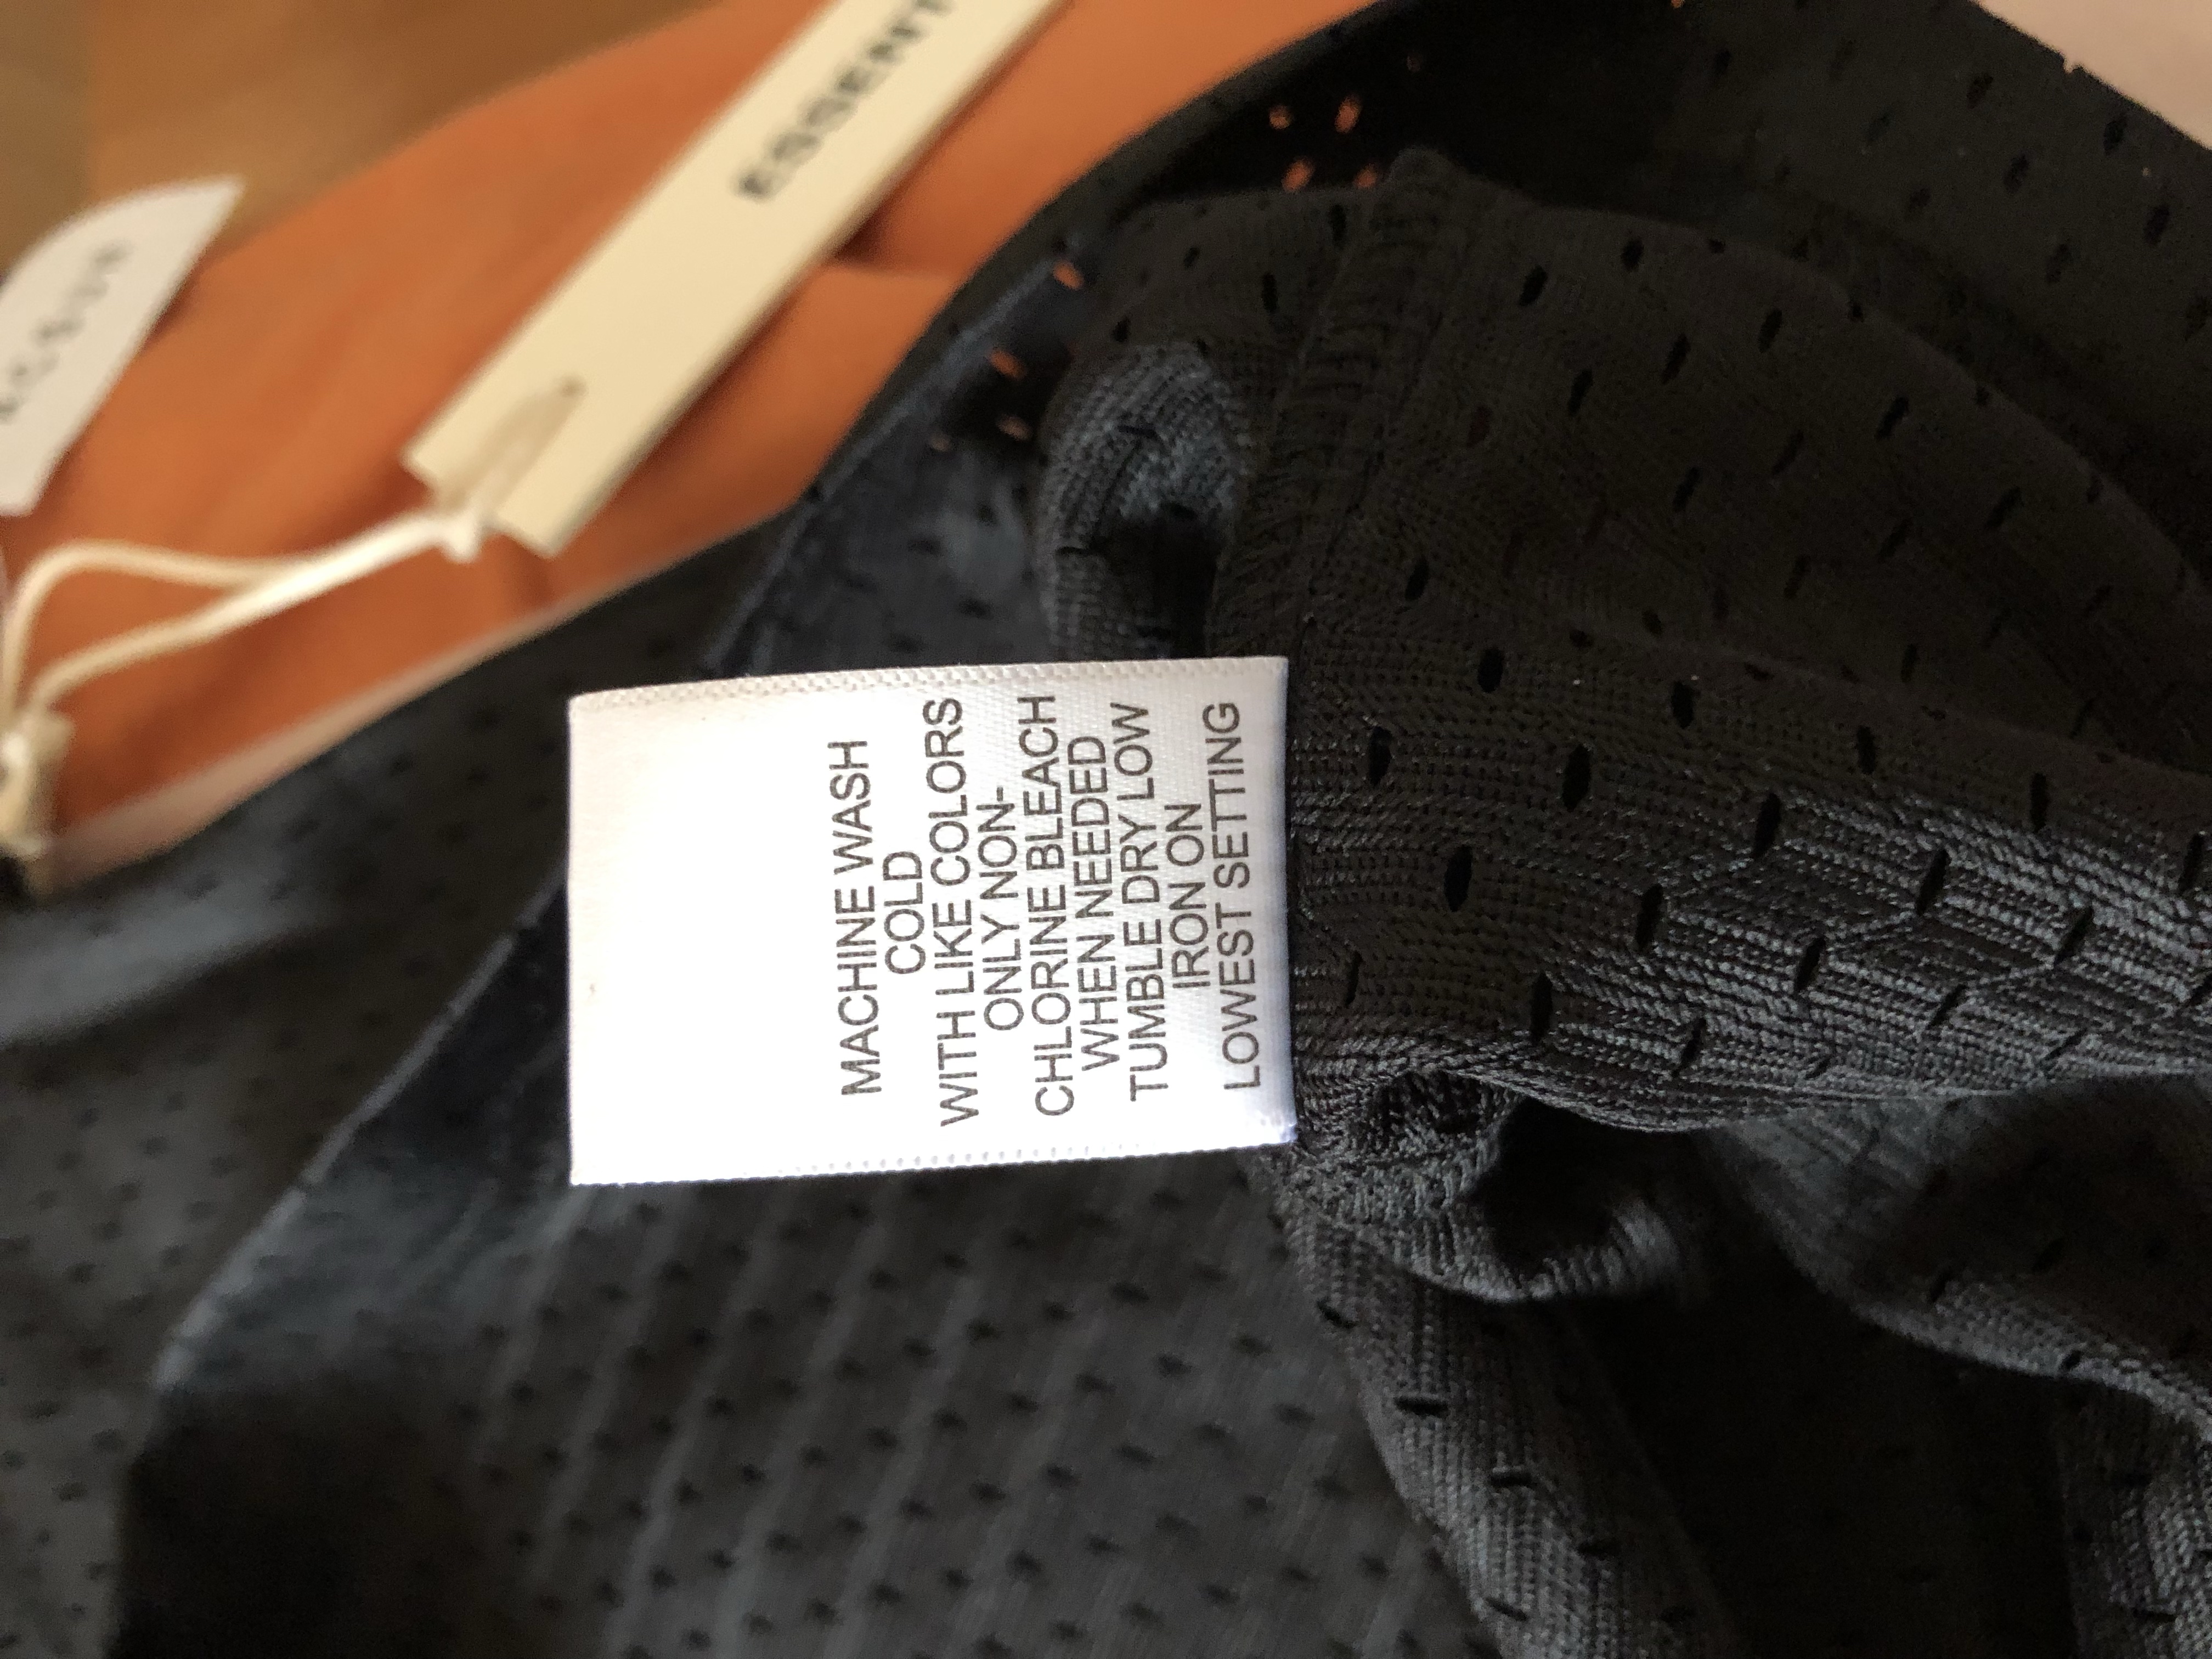 ESSENT
MACHINE WASH
COLD
WITH LIKE COLORS
ONLY NON-
CHLORINE BLEACH
WHEN NEEDED
TUMBLE DRY LOW
IRON ON
LOWEST SETTING